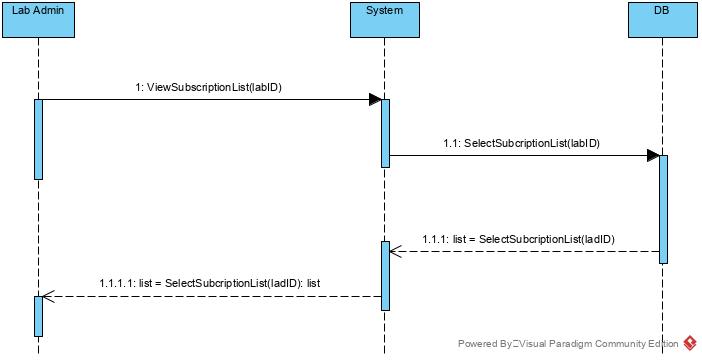 Lab Admin
System
DB
1: ViewSubscriptionList(labID)
1.1: SelectSubcriptionList(labID)
1.1.1: list = SelectSubcriptionList(ladID)
1.1.1.1: list = SelectSubcriptionList(ladID): list
Powered By Visual Paradigm Community Edition